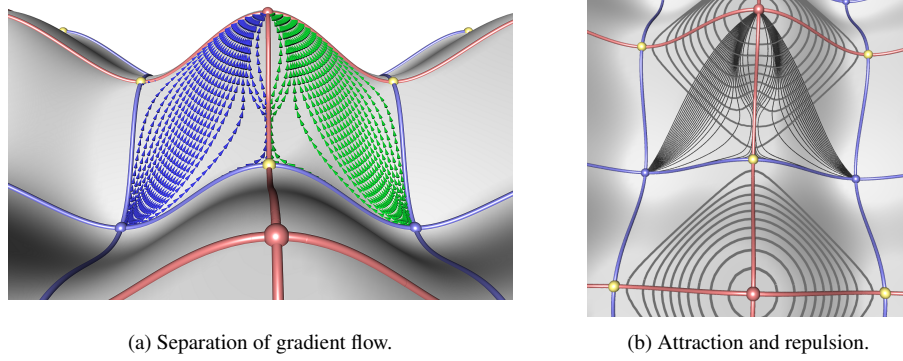 (a) Separation of gradient flow.
(b) Attraction and repulsion.